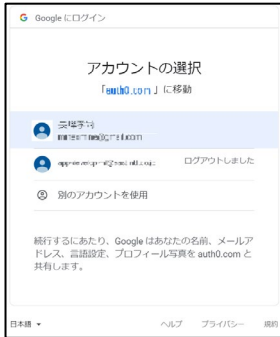 Google にログイン
アカウントの選択
「auth0.com」に移動
ログアウトしました
別のアカウントを使用
続行するにあたり、Google はあなたの名前、メールア
ドレス、言語設定、プロフィール写真を auth0.com と
共有します。
日本語 ヘルプ プライバシー 規約